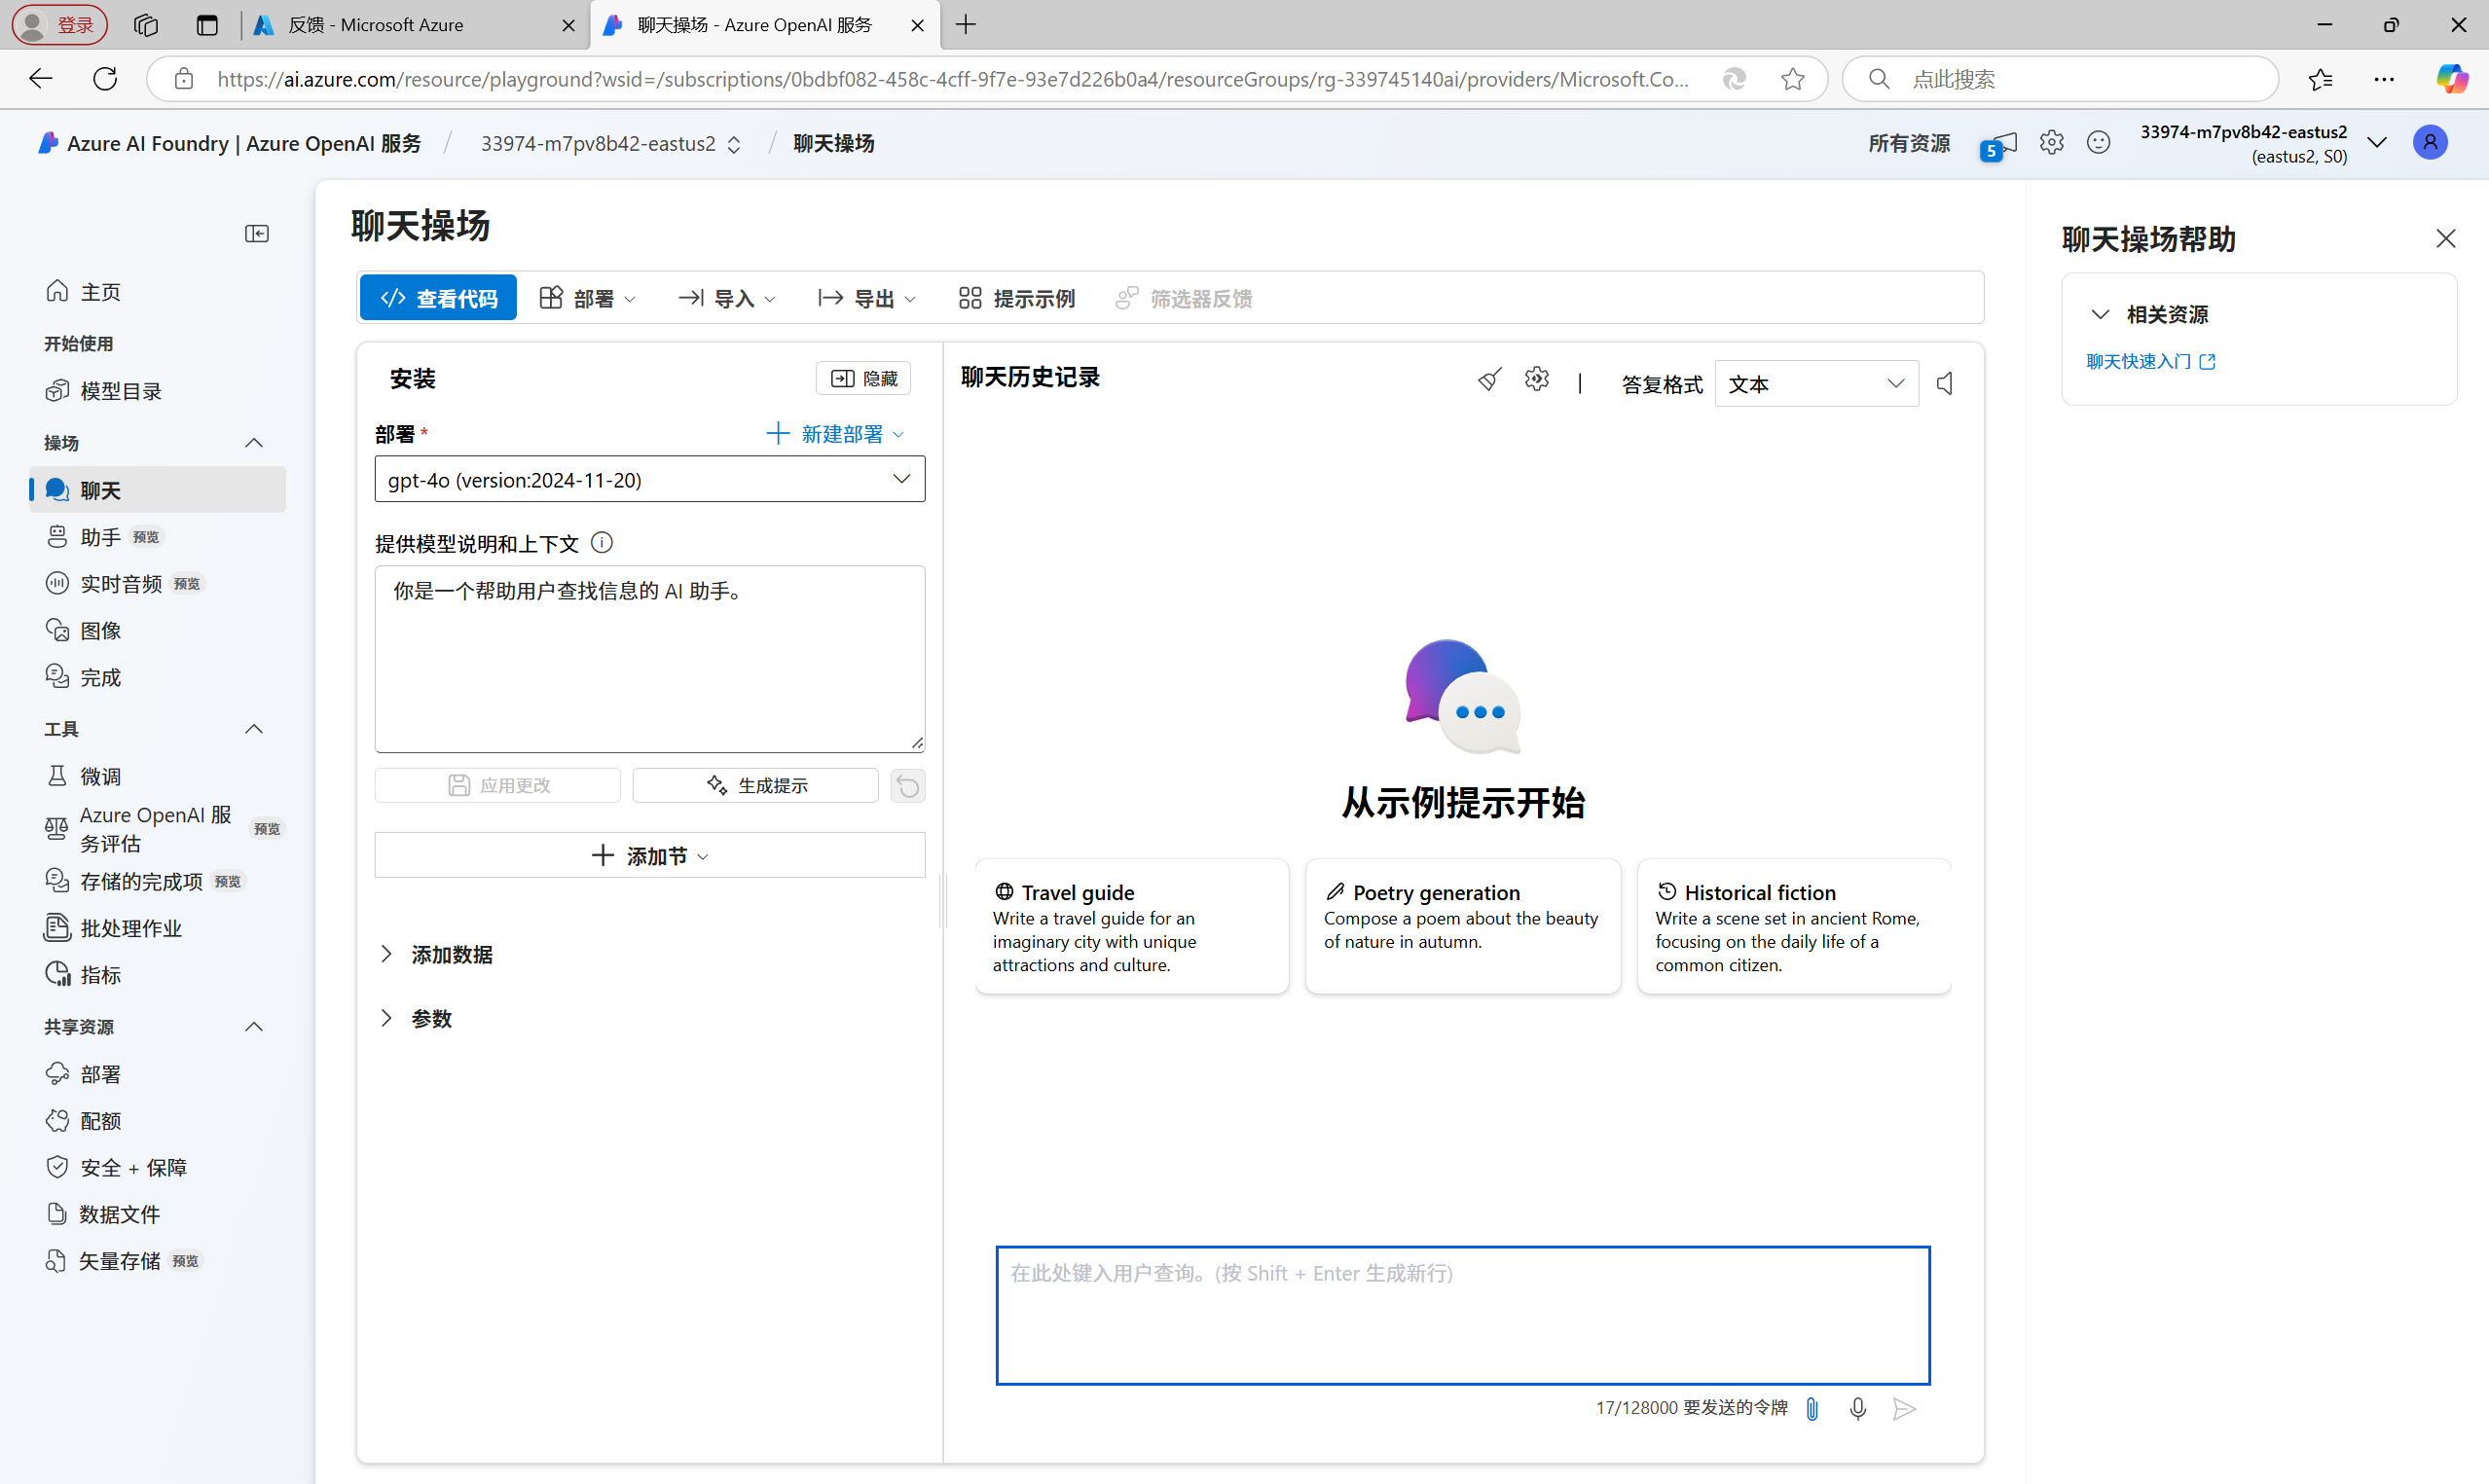 登录
反馈 - Microsoft Azure
聊天操场 - Azure OpenAI 服务
https://ai.azure.com/resource/playground?wsid=/subscriptions/0bdbf082-458c-4cff-9f7e-93e7d226b0a4/resourceGroups/rg-339745140ai/providers/Microsoft.Co...
点此搜索
Azure AI Foundry | Azure OpenAI 服务
/
33974-m7pv8b42-eastus2
/
聊天操场
所有资源
5
33974-m7pv8b42-eastus2
(eastus2, S0)
主页
开始使用
模型目录
操场
聊天
助手 预览
实时音频 预览
图像
完成
工具
微调
Azure OpenAI 服
务评估
预览
存储的完成项 预览
批处理作业
指标
共享资源
部署
配额
安全 + 保障
数据文件
矢量存储 预览
聊天操场
查看代码
部署
导入
导出
提示示例
筛选器反馈
安装
隐藏
部署 *
新建部署
gpt-4o (version:2024-11-20)
提供模型说明和上下文
你是一个帮助用户查找信息的 AI 助手。
应用更改
生成提示
添加节
添加数据
参数
聊天历史记录
|
答复格式
文本
从示例提示开始
Travel guide
Write a travel guide for an
imaginary city with unique
attractions and culture.
Poetry generation
Compose a poem about the beauty
of nature in autumn.
Historical fiction
Write a scene set in ancient Rome,
focusing on the daily life of a
common citizen.
在此处键入用户查询。(按 Shift + Enter 生成新行)
17/128000 要发送的令牌
聊天操场帮助
相关资源
聊天快速入门